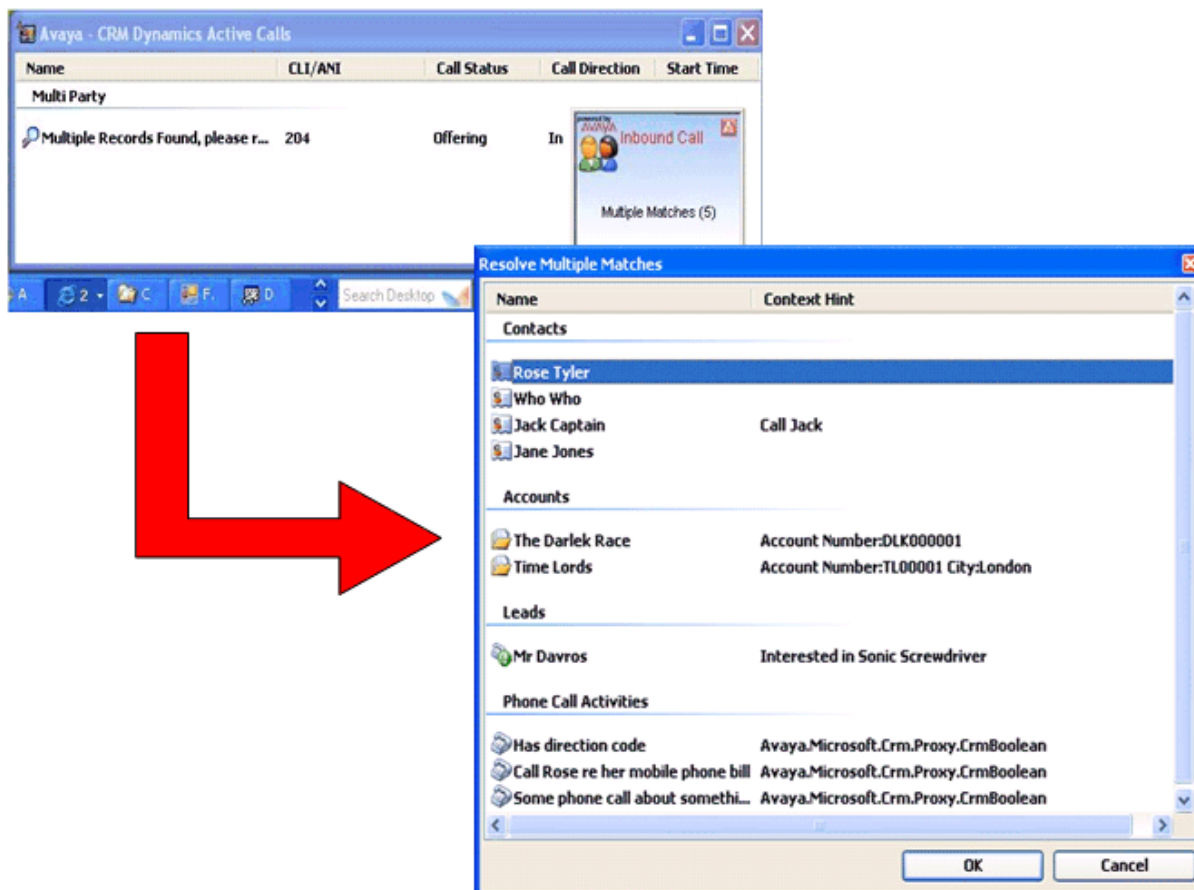 Avaya - CRM Dynamics Active Calls
Name CLI/ANI Call Status Call Direction Start Time
Multi Party
Multiple Records Found, please r... 204 Offering In
powered by
AVAYA
Inbound Call
Multiple Matches (5)
A 2 C F. D Search Desktop
Resolve Multiple Matches
Name Context Hint
Contacts
Rose Tyler
Who Who
Jack Captain Call Jack
Jane Jones
Accounts
The Darlek Race Account Number:DLK000001
Time Lords Account Number:TL00001 City:London
Leads
Mr Davros Interested in Sonic Screwdriver
Phone Call Activities
Has direction code Avaya.Microsoft.Crm.Proxy.CrmBoolean
Call Rose re her mobile phone bill Avaya.Microsoft.Crm.Proxy.CrmBoolean
Some phone call about somethi... Avaya.Microsoft.Crm.Proxy.CrmBoolean
OK Cancel